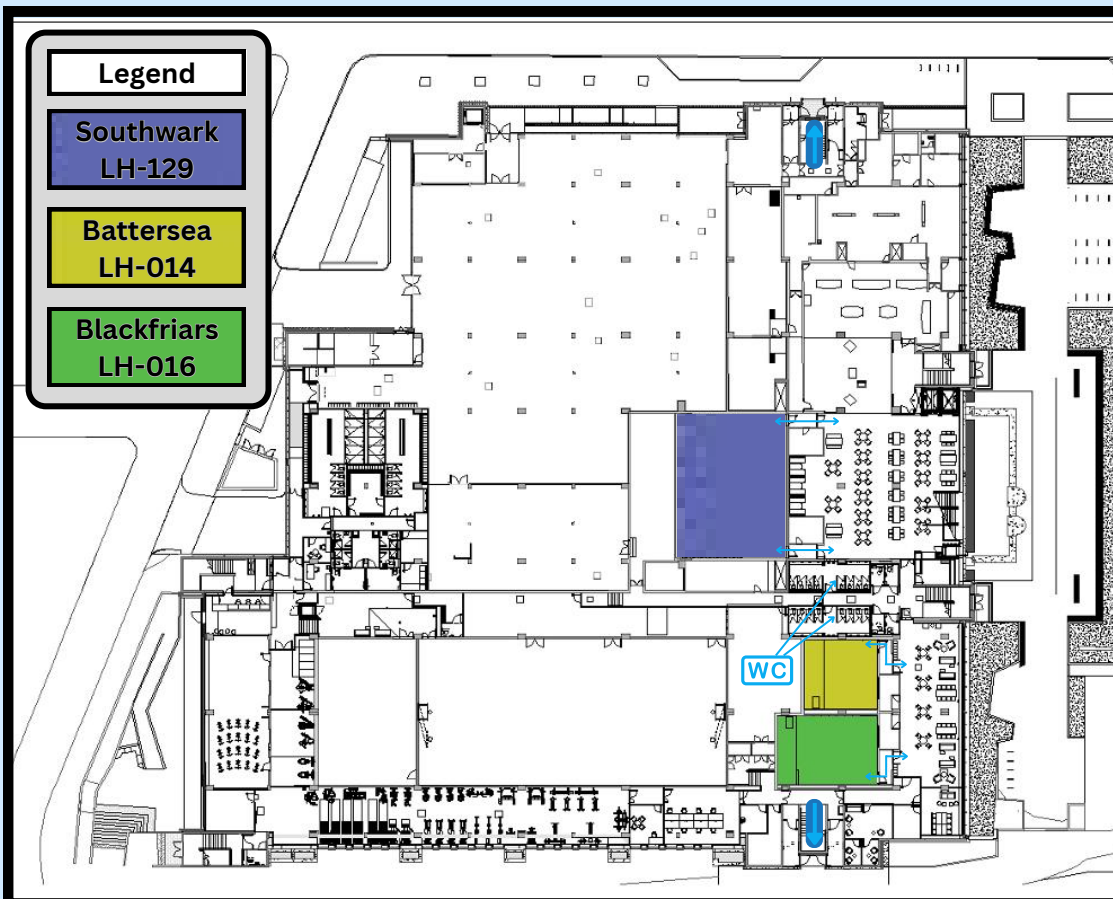 Legend
Southwark
LH-129
Battersea
LH-014
Blackfriars
LH-016
WC